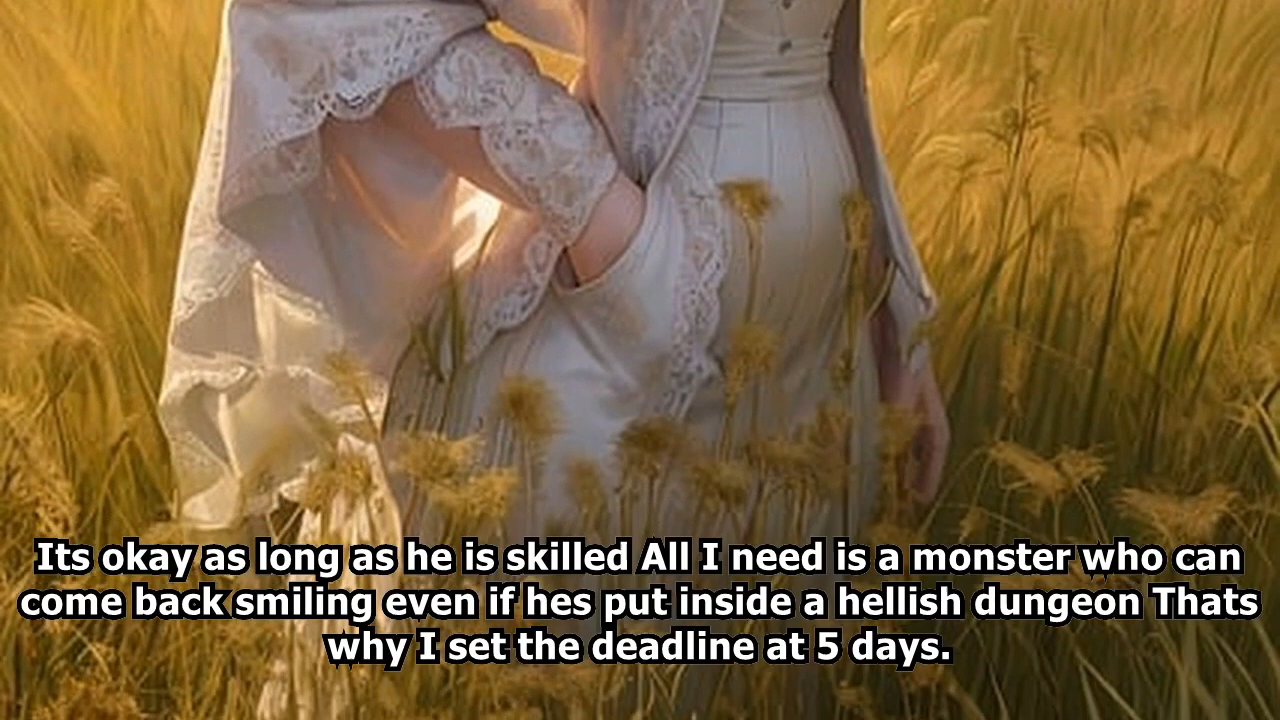 Its okay as long as he is skilled All I need is a monster who can
come back smiling even if hes put inside a hellish dungeon Thats
why I set the deadline at 5 days.